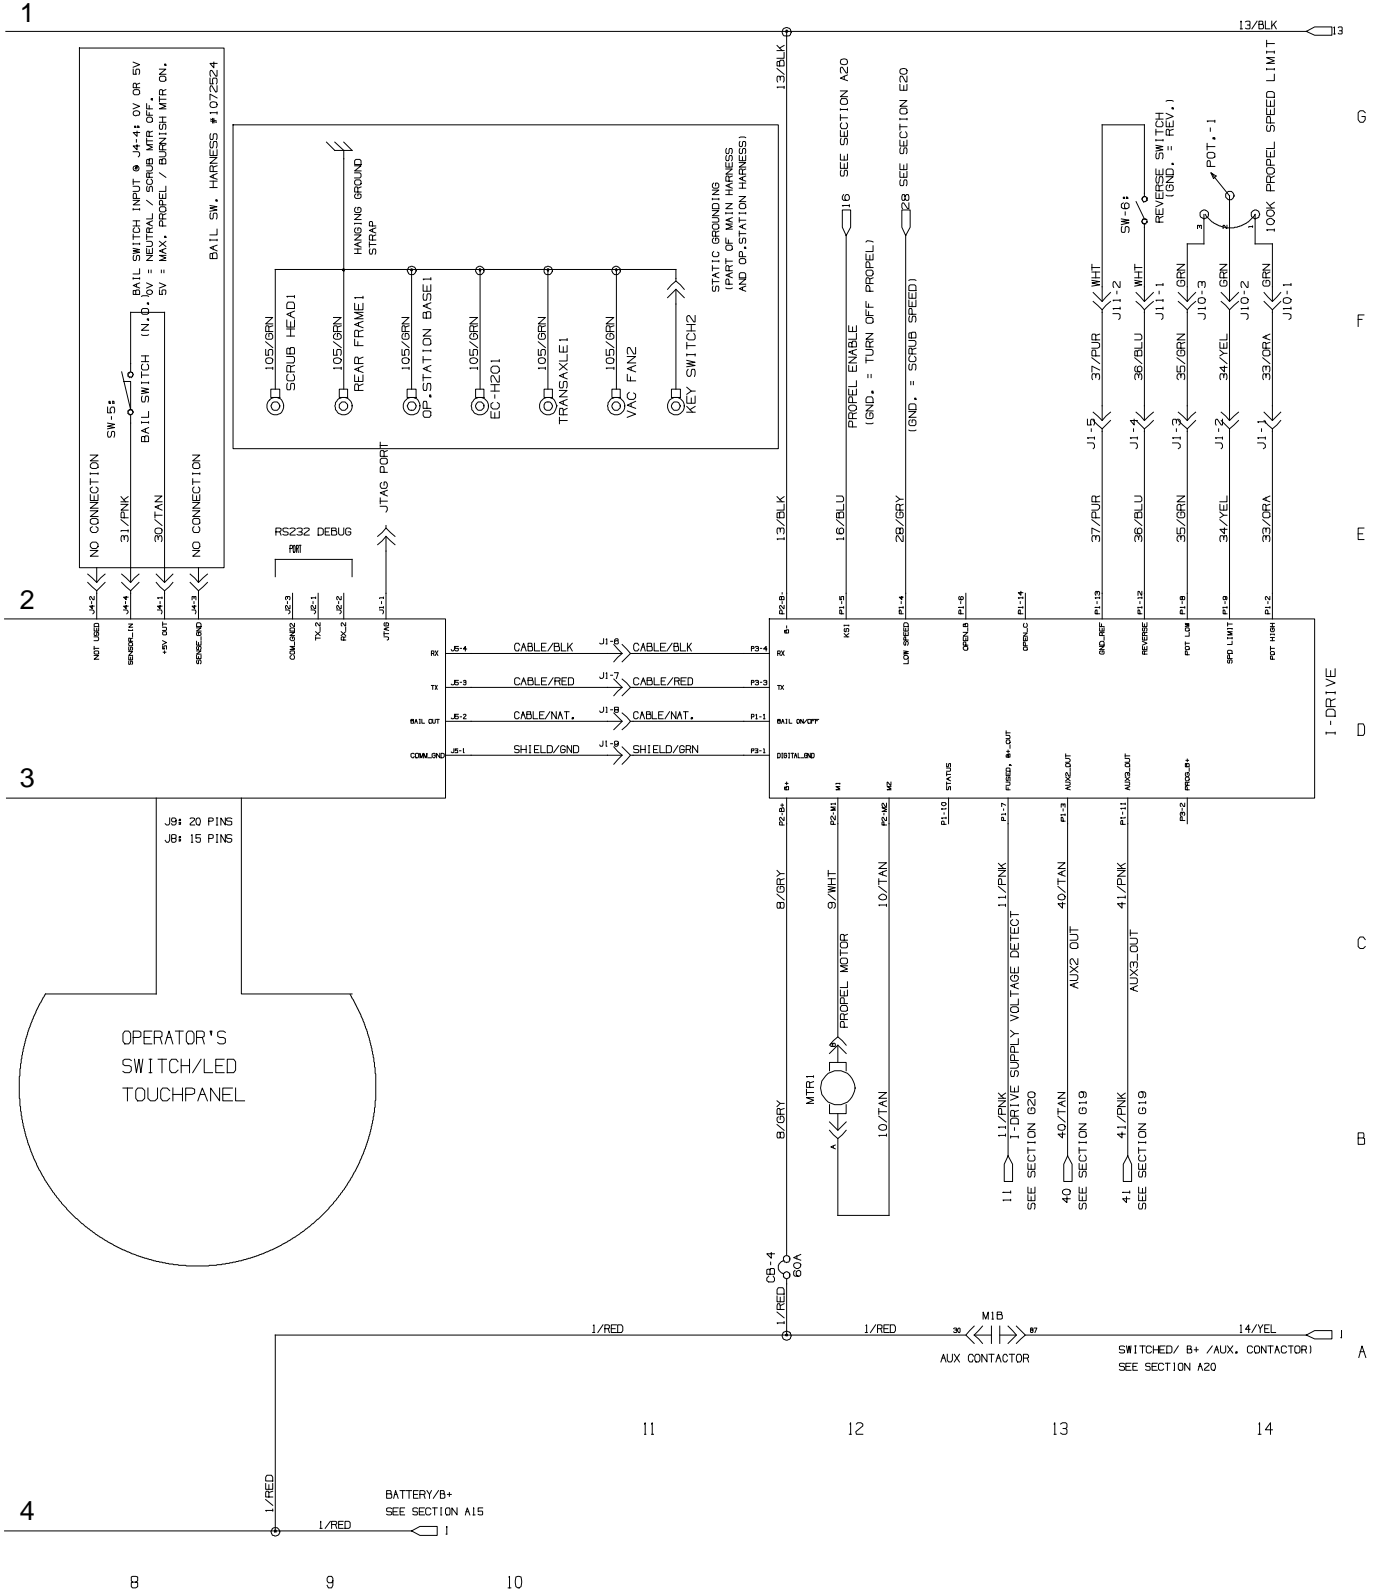 1
13/BLK
13
G
BAIL SWITCH INPUT @ J4-4: 0V OR 5V
0V = NEUTRAL / SCRUB MTR OFF.
5V = MAX. PROPEL / BURNISH MTR ON.
BAIL SW. HARNESS #1072524
SW-5:
BAIL SWITCH (N.O.)
NO CONNECTION
31/PNK
30/TAN
NO CONNECTION
HANGING GROUND
STRAP
STATIC GROUNDING
(PART OF MAIN HARNESS
AND OP.STATION HARNESS)
105/GRN
SCRUB HEAD1
105/GRN
REAR FRAME1
105/GRN
OP.STATION BASE1
105/GRN
EC-H2O1
105/GRN
TRANSAXLE1
105/GRN
VAC FAN2
KEY SWITCH2
RS232 DEBUG
PORT
JTAG PORT
13/BLK
13/BLK
16 SEE SECTION A20
PROPEL ENABLE
(GND. = TURN OFF PROPEL)
16/BLU
28 SEE SECTION E20
(GND. = SCRUB SPEED)
28/GRY
SW-6:
REVERSE SWITCH
(GND. = REV.)
POT.-1
100K PROPEL SPEED LIMIT
3
2
1
WHT
J11-2
WHT
J11-1
GRN
J10-3
GRN
J10-2
GRN
J10-1
F
37/PUR
36/BLU
35/GRN
34/YEL
33/ORA
J1-5
J1-4
J1-3
J1-2
J1-1
37/PUR
36/BLU
35/GRN
34/YEL
33/ORA
E
2
J4-2
J4-4
J4-1
J4-3
J2-3
J2-1
J2-2
J1-1
NOT USED
SENSOR_IN
+5V OUT
SENSE_GND
COM_GND2
TX_2
RX_2
JTAG
P2-B-
P1-5
P1-4
P1-6
P1-14
P1-13
P1-12
P1-8
P1-9
P1-2
B-
KSI
LOW SPEED
OPEN_B
OPEN_C
GND_REF
REVERSE
POT LOW
SPD LIMIT
POT HIGH
RX J5-4 CABLE/BLK J1-6 CABLE/BLK P3-4 RX
TX J5-3 CABLE/RED J1-7 CABLE/RED P3-3 TX
BAIL OUT J5-2 CABLE/NAT. J1-8 CABLE/NAT. P1-1 BAIL ON/OFF
COMM_GND J5-1 SHIELD/GND J1-9 SHIELD/GRN P3-1 DIGITAL_GND
I-DRIVE
D
3
B+
M1
M2
STATUS
FUSED, B+_OUT
AUX2_OUT
AUX3_OUT
PROG_B+
P2-B+
P2-M1
P2-M2
P1-10
P1-7
P1-3
P1-11
P3-2
J9: 20 PINS
J8: 15 PINS
8/GRY
9/WHT
10/TAN
11/PNK
40/TAN
41/PNK
C
PROPEL MOTOR
I-DRIVE SUPPLY VOLTAGE DETECT
AUX2 OUT
AUX3_OUT
OPERATOR'S
SWITCH/LED
TOUCHPANEL
B
MTR1
A
8/GRY
10/TAN
11/PNK
40/TAN
41/PNK
B
11
SEE SECTION G20
40
SEE SECTION G19
41
SEE SECTION G19
CB-4
60A
1/RED
1/RED
1/RED
30
M1B
87
AUX CONTACTOR
14/YEL
1
SWITCHED/ B+ /AUX. CONTACTOR)
SEE SECTION A20
A
11
12
13
14
1/RED
4
BATTERY/B+
SEE SECTION A15
1/RED
1
8
9
10